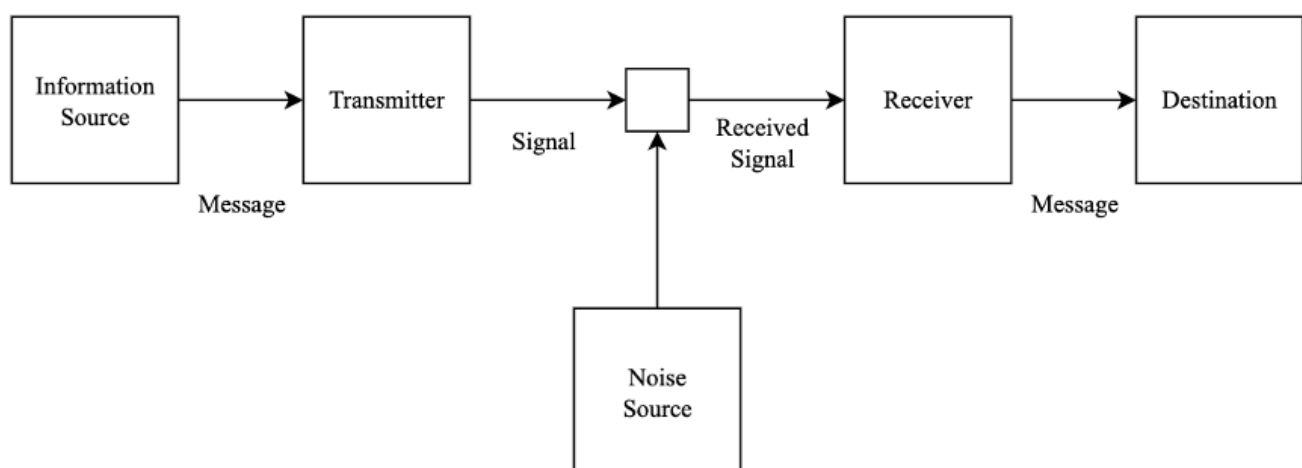 Information
Source
Transmitter
Receiver
Destination
Signal
Received
Signal
Message
Message
Noise
Source